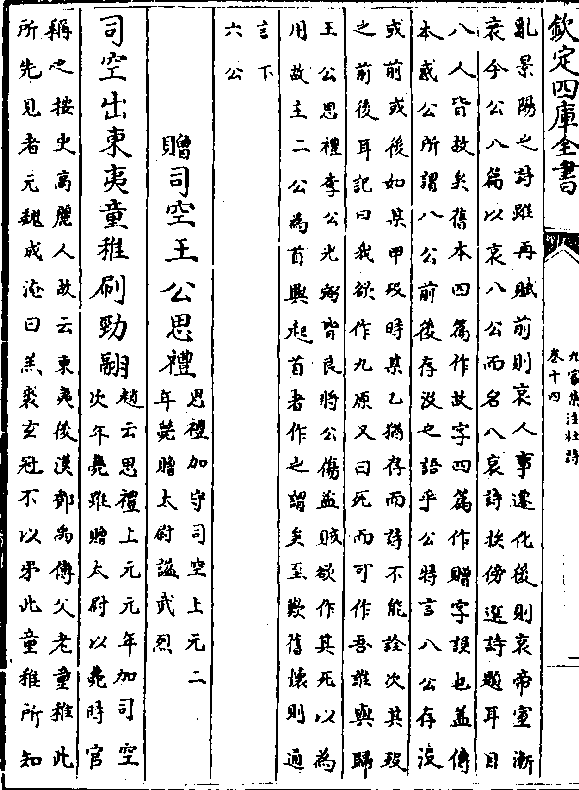 欽定四庫全書
九家集注杜詩
卷十四
亂景陽之詩雖再賦前則哀人事遷化後則哀帝室漸
衰今公八篇以哀八公而名八哀詩挨傍選詩題耳目
八人皆故矣舊本四篇作故字四篇作贈字誤也蓋傳
本惑公所謂八公前後存沒也語乎公特言八公存沒
或前或後如某甲歿時某乙猶存而詩不能詮次其歿
之前後耳記曰我欲作九原又曰死而可作吾誰與歸
王公思禮李公光弼皆良將公傷盜賊欲作其死以為
用故主二公為首興起首者作之謂矣至歎舊懷則通
言下
六公
贈司空王公思禮
思禮加守司空上元二
年薨贈太尉諡武烈
司空出東夷童稚刷勁翮
趙云思禮上元元年加司空
次年薨雖贈太尉以薨時官
稱之按史高麗人故云東夷後漢鄧禹傳父老童稚此
所先見者元魏成淹曰羔裘玄冠不以弔此童稚所知